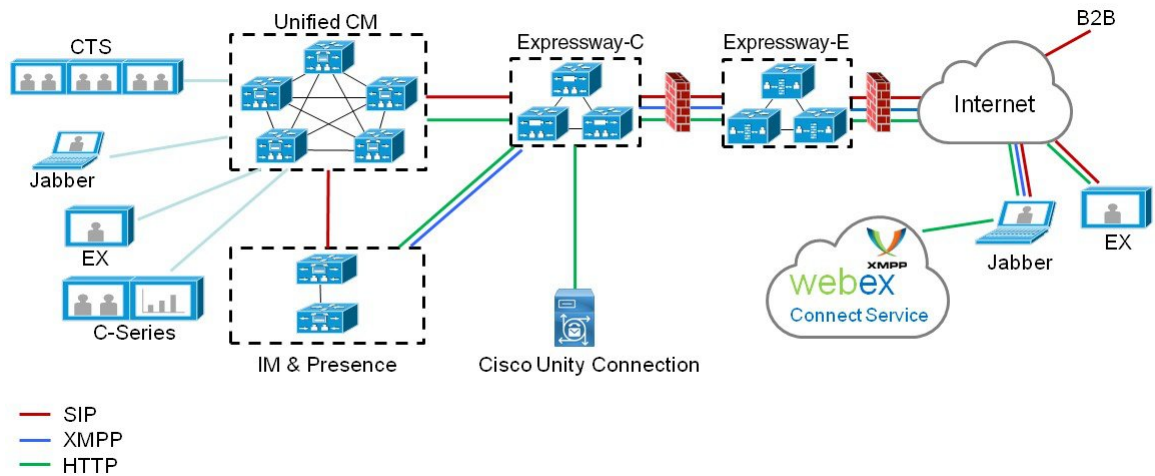 Unified CM
CTS
Expressway-C
Expressway-E
B2B
Internet
Jabber
EX
C-Series
IM & Presence
Cisco Unity Connection
XMPP
webex
Connect Service
Jabber
EX
SIP
XMPP
HTTP